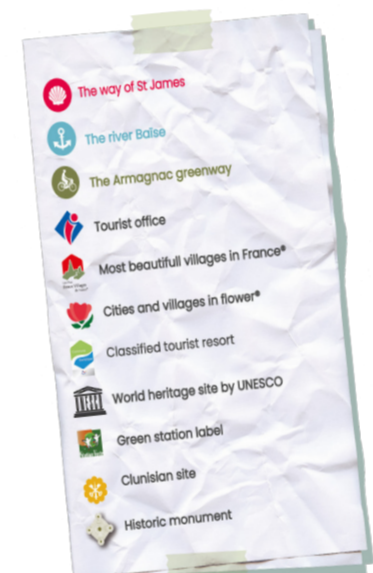 The way of St James
The river Baïse
The Armagnac greenway
Tourist office
Most beautifull villages in France®
Cities and villages in flower®
Classified tourist resort
World heritage site by UNESCO
Green station label
Clunisian site
Historic monument